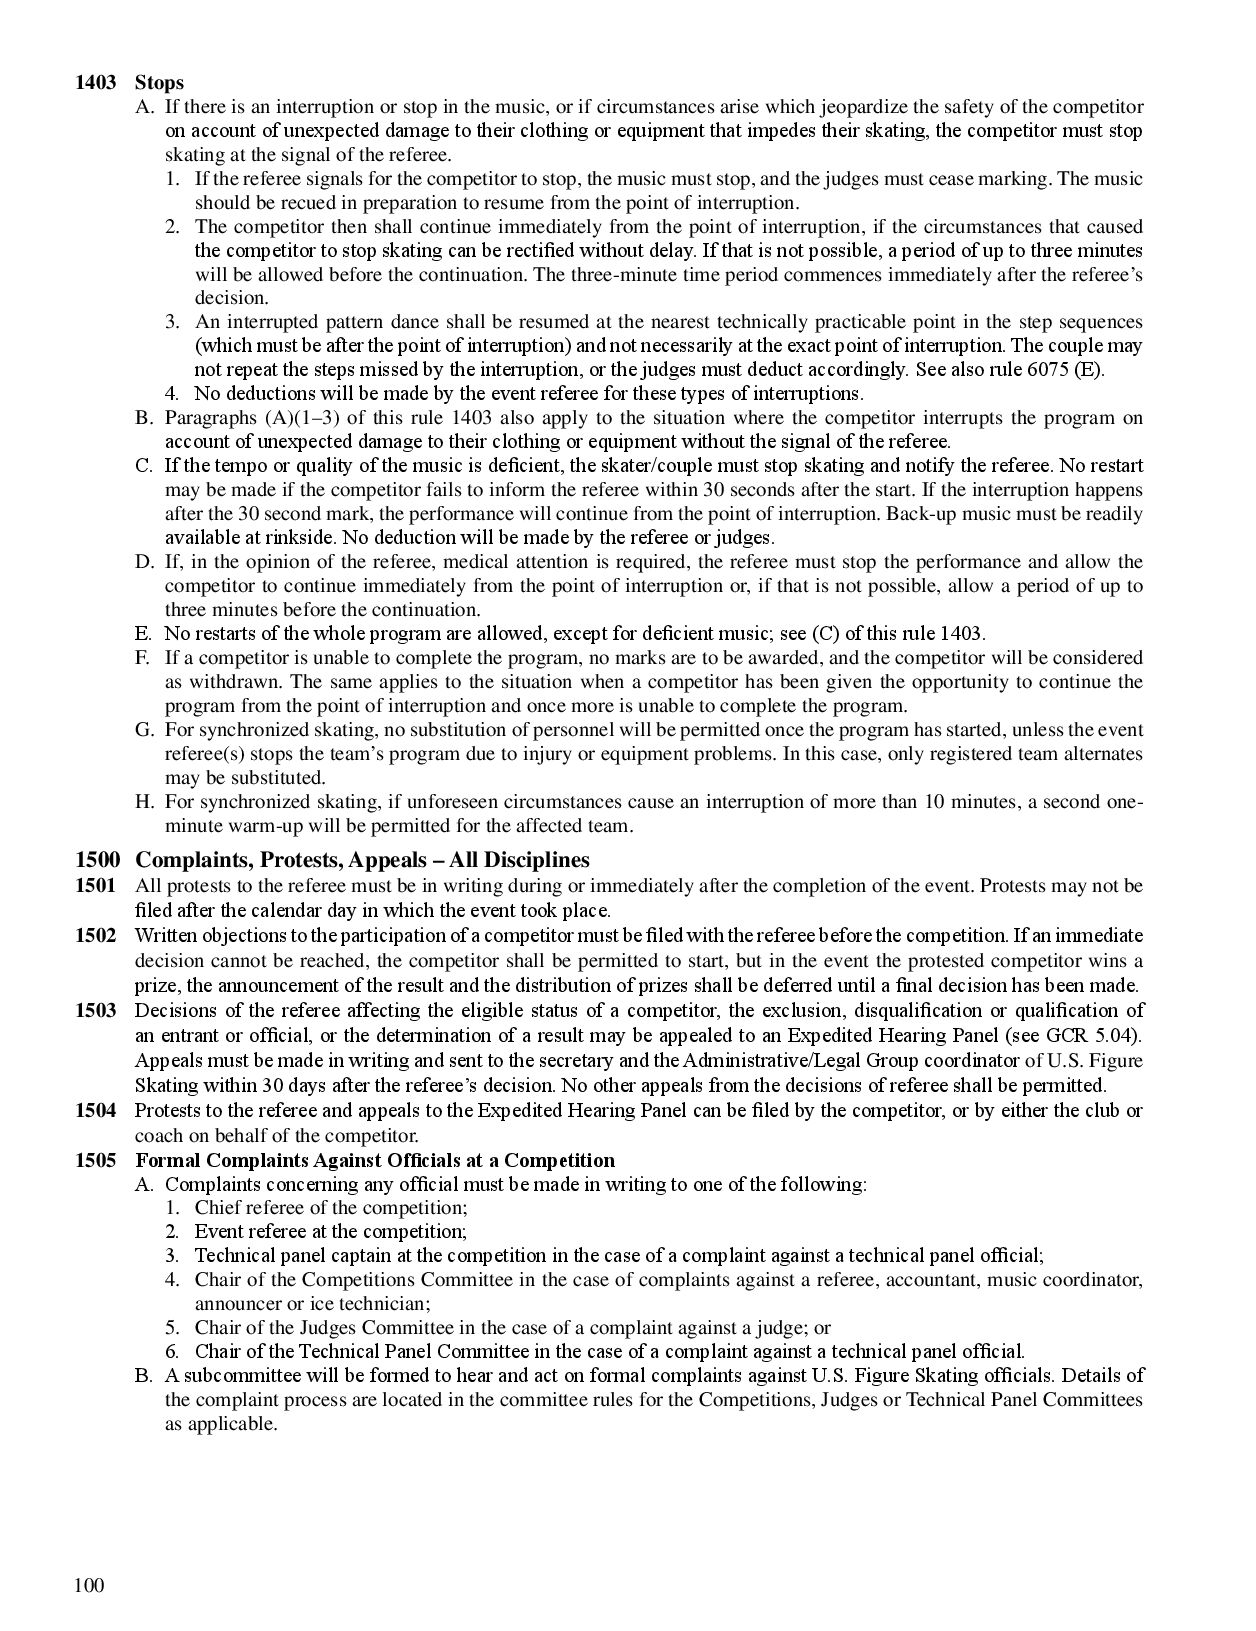 1403 Stops
A. If there is an interruption or stop in the music, or if circumstances arise which jeopardize the safety of the competitor
on account of unexpected damage to their clothing or equipment that impedes their skating, the competitor must stop
skating at the signal of the referee.
1. If the referee signals for the competitor to stop, the music must stop, and the judges must cease marking. The music
should be recued in preparation to resume from the point of interruption.
2. The competitor then shall continue immediately from the point of interruption, if the circumstances that caused
the competitor to stop skating can be rectified without delay. If that is not possible, a period of up to three minutes
will be allowed before the continuation. The three-minute time period commences immediately after the referee's
decision.
3. An interrupted pattern dance shall be resumed at the nearest technically practicable point in the step sequences
(which must be after the point of interruption) and not necessarily at the exact point of interruption. The couple may
not repeat the steps missed by the interruption, or the judges must deduct accordingly. See also rule 6075 (E).
4. No deductions will be made by the event referee for these types of interruptions.
B. Paragraphs (A)(1–3) of this rule 1403 also apply to the situation where the competitor interrupts the program on
account of unexpected damage to their clothing or equipment without the signal of the referee.
C. If the tempo or quality of the music is deficient, the skater/couple must stop skating and notify the referee. No restart
may be made if the competitor fails to inform the referee within 30 seconds after the start. If the interruption happens
after the 30 second mark, the performance will continue from the point of interruption. Back-up music must be readily
available at rinkside. No deduction will be made by the referee or judges.
D. If, in the opinion of the referee, medical attention is required, the referee must stop the performance and allow the
competitor to continue immediately from the point of interruption or, if that is not possible, allow a period of up to
three minutes before the continuation.
E. No restarts of the whole program are allowed, except for deficient music; see (C) of this rule 1403.
F. If a competitor is unable to complete the program, no marks are to be awarded, and the competitor will be considered
as withdrawn. The same applies to the situation when a competitor has been given the opportunity to continue the
program from the point of interruption and once more is unable to complete the program.
G. For synchronized skating, no substitution of personnel will be permitted once the program has started, unless the event
referee(s) stops the team's program due to injury or equipment problems. In this case, only registered team alternates
may be substituted.
H. For synchronized skating, if unforeseen circumstances cause an interruption of more than 10 minutes, a second one-
minute warm-up will be permitted for the affected team.
1500 Complaints, Protests, Appeals – All Disciplines
1501 All protests to the referee must be in writing during or immediately after the completion of the event. Protests may not be
filed after the calendar day in which the event took place.
1502 Written objections to the participation of a competitor must be filed with the referee before the competition. If an immediate
decision cannot be reached, the competitor shall be permitted to start, but in the event the protested competitor wins a
prize, the announcement of the result and the distribution of prizes shall be deferred until a final decision has been made.
1503 Decisions of the referee affecting the eligible status of a competitor, the exclusion, disqualification or qualification of
an entrant or official, or the determination of a result may be appealed to an Expedited Hearing Panel (see GCR 5.04).
Appeals must be made in writing and sent to the secretary and the Administrative/Legal Group coordinator of U.S. Figure
Skating within 30 days after the referee's decision. No other appeals from the decisions of referee shall be permitted.
1504 Protests to the referee and appeals to the Expedited Hearing Panel can be filed by the competitor, or by either the club or
coach on behalf of the competitor.
1505 Formal Complaints Against Officials at a Competition
A. Complaints concerning any official must be made in writing to one of the following:
1. Chief referee of the competition;
2. Event referee at the competition;
3. Technical panel captain at the competition in the case of a complaint against a technical panel official;
4. Chair of the Competitions Committee in the case of complaints against a referee, accountant, music coordinator,
announcer or ice technician;
5. Chair of the Judges Committee in the case of a complaint against a judge; or
6. Chair of the Technical Panel Committee in the case of a complaint against a technical panel official.
B. A subcommittee will be formed to hear and act on formal complaints against U.S. Figure Skating officials. Details of
the complaint process are located in the committee rules for the Competitions, Judges or Technical Panel Committees
as applicable.
100